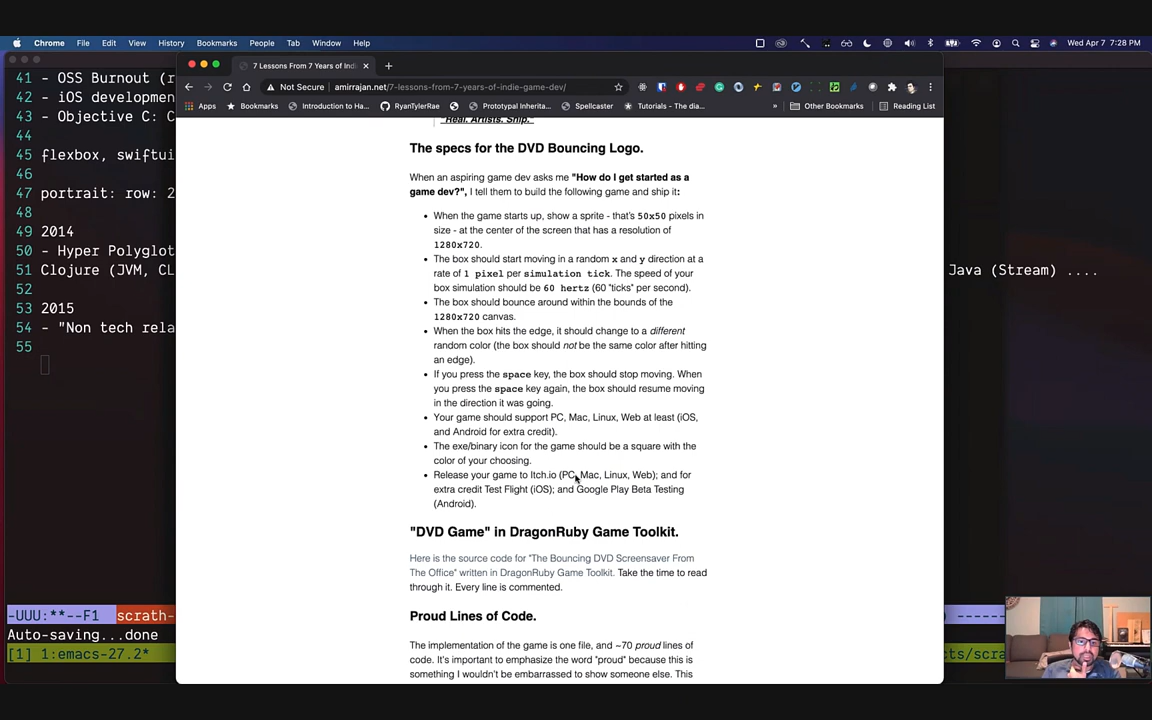 Chrome File Edit View History Bookmarks People Tab Window Help Wed Apr 7 7:28 PM
7 Lessons From 7 Years of Indi
Not Secure amirrajan.net/7-lessons-from-7-years-of-indie-game-dev/
Apps Bookmarks Introduction to Ha... RyanTylerRae Prototypal Inherita... Spellcaster Tutorials - The dia... » Other Bookmarks Reading List
41 - OSS Burnout (r
42 - iOS developmen
43 - Objective C: C
44
45 flexbox, swiftui
46
47 portrait: row: 2
48
49 2014
50 - Hyper Polyglot
51 Clojure (JVM, CL
52
53 2015
54 - "Non tech rela
55
Java (Stream) ....
"Real. Artists. Ship."
The specs for the DVD Bouncing Logo.
When an aspiring game dev asks me "How do I get started as a
game dev?", I tell them to build the following game and ship it:
• When the game starts up, show a sprite - that's 50x50 pixels in
size - at the center of the screen that has a resolution of
1280x720.
• The box should start moving in a random x and y direction at a
rate of 1 pixel per simulation tick. The speed of your
box simulation should be 60 hertz (60 "ticks" per second).
• The box should bounce around within the bounds of the
1280x720 canvas.
• When the box hits the edge, it should change to a different
random color (the box should not be the same color after hitting
an edge).
• If you press the space key, the box should stop moving. When
you press the space key again, the box should resume moving
in the direction it was going.
• Your game should support PC, Mac, Linux, Web at least (iOS,
and Android for extra credit).
• The exe/binary icon for the game should be a square with the
color of your choosing.
• Release your game to Itch.io (PC, Mac, Linux, Web); and for
extra credit Test Flight (iOS); and Google Play Beta Testing
(Android).
"DVD Game" in DragonRuby Game Toolkit.
Here is the source code for "The Bouncing DVD Screensaver From
The Office" written in DragonRuby Game Toolkit. Take the time to read
through it. Every line is commented.
Proud Lines of Code.
The implementation of the game is one file, and ~70 proud lines of
code. It's important to emphasize the word "proud" because this is
something I wouldn't be embarrassed to show someone else. This
-UUU:**--F1 scrath-
Auto-saving...done
[1] 1:emacs-27.2*
cts/scra